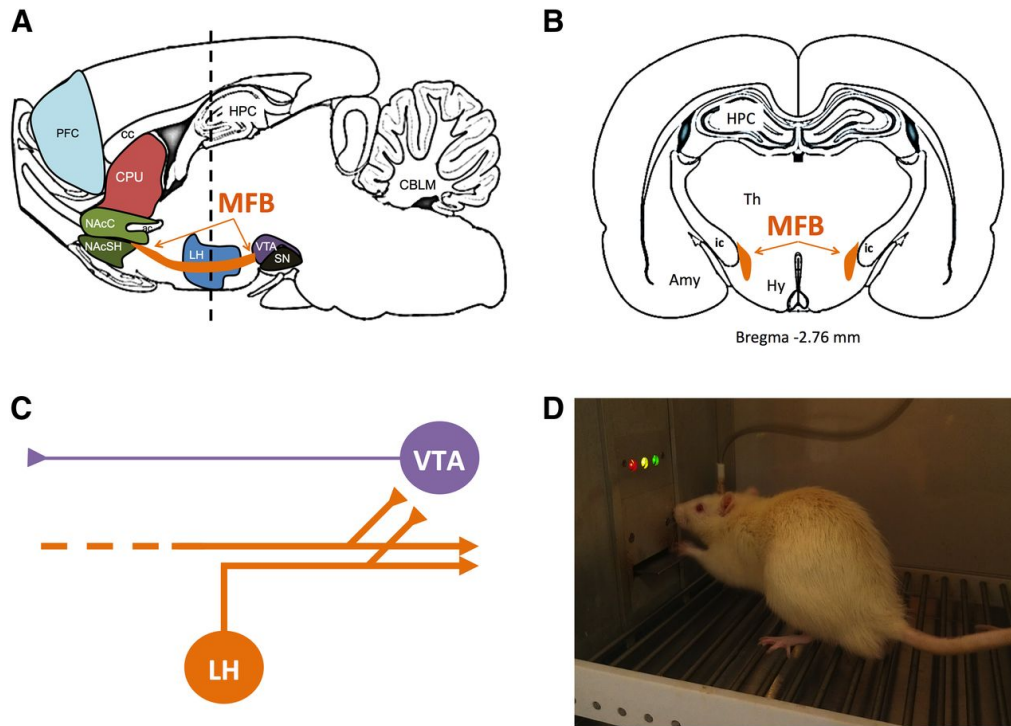 A
PFC
cc
CPU
HPC
CBLM
MFB
NAcC
ac
NAcSH
LH
VTA
SN
B
HPC
Th
MFB
ic
ic
Amy
Hy
Bregma -2.76 mm
C
VTA
LH
D